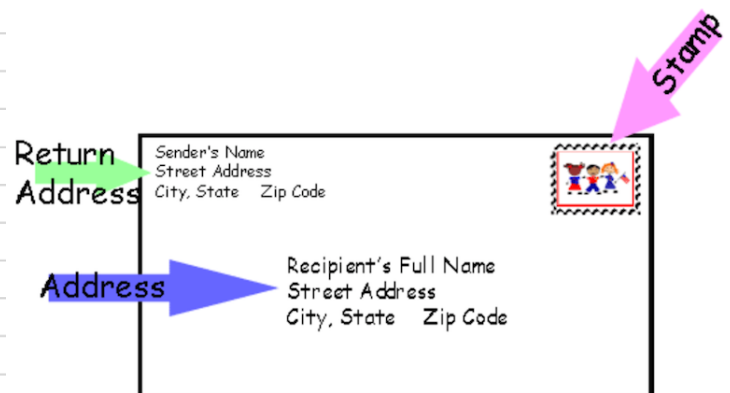 Stamp
Return
Address
Sender's Name
Street Address
City, State Zip Code
Address
Recipient's Full Name
Street Address
City, State Zip Code